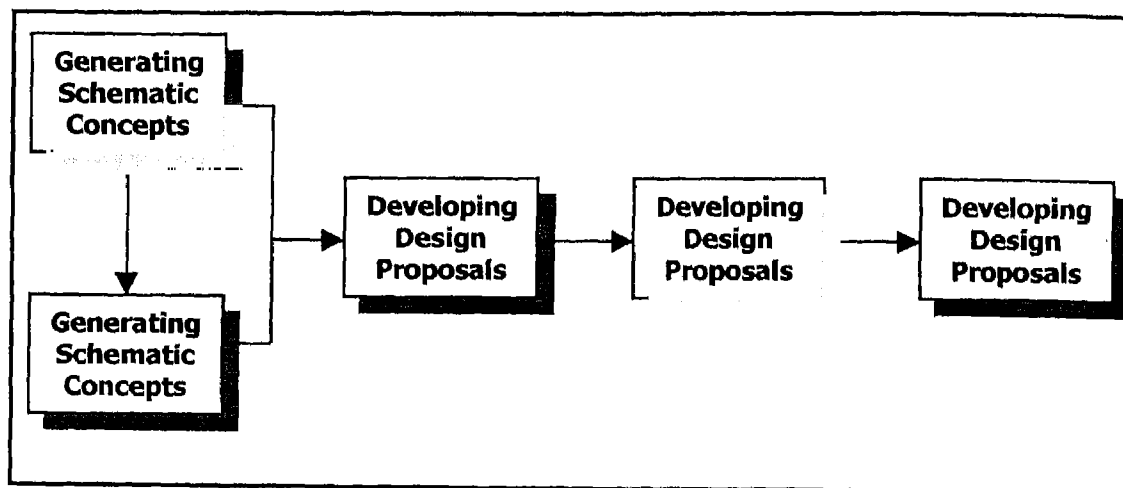 Generating
Schematic
Concepts
Generating
Schematic
Concepts
Developing
Design
Proposals
Developing
Design
Proposals
Developing
Design
Proposals